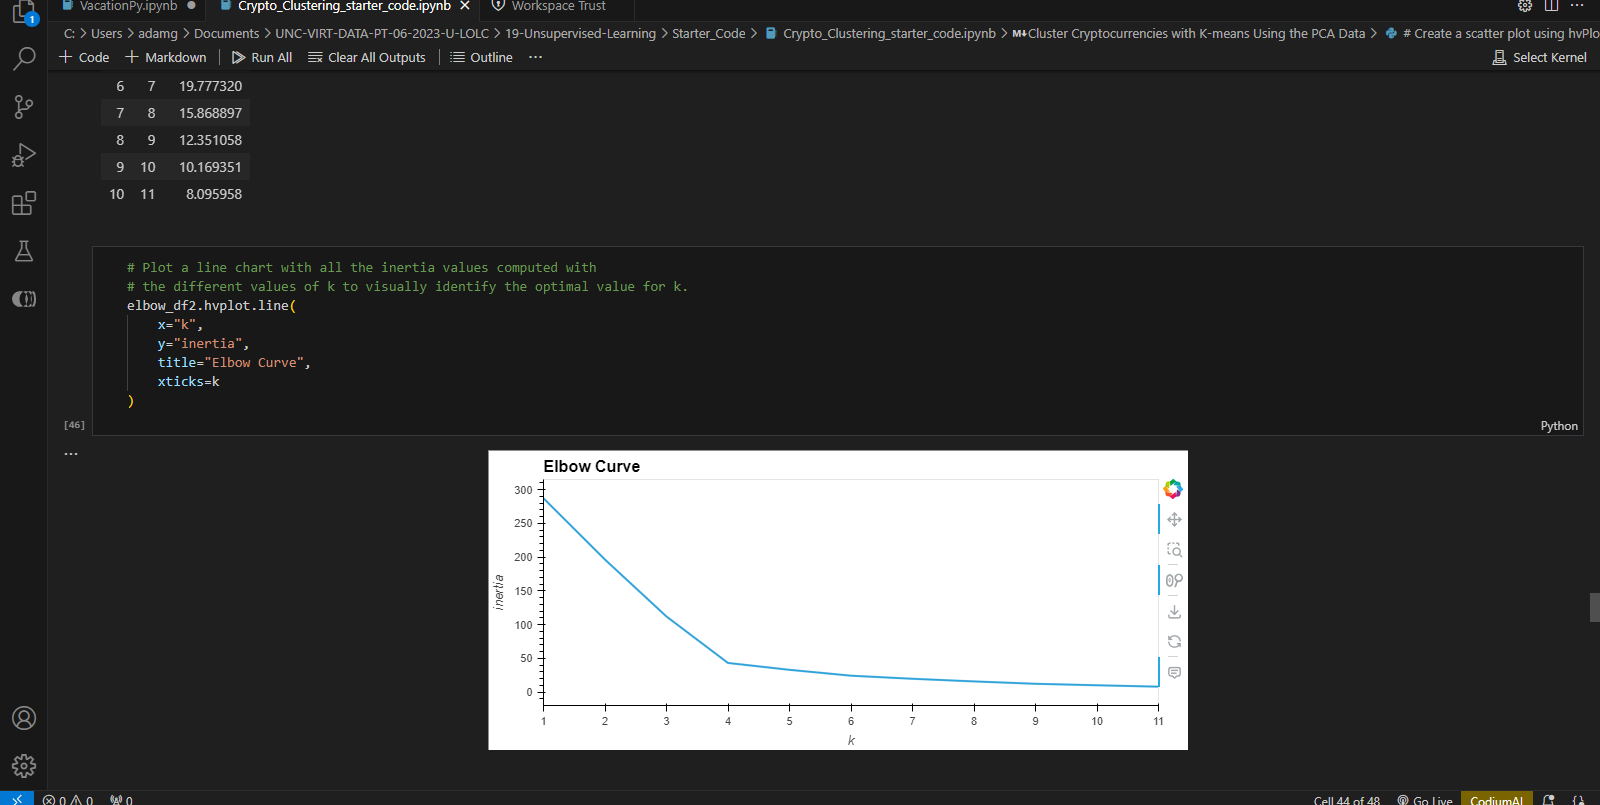 VacationPy.ipynb ● Crypto_Clustering_starter_code.ipynb × Workspace Trust ···
1
C: > Users > adamg > Documents > UNC-VIRT-DATA-PT-06-2023-U-LOLC > 19-Unsupervised-Learning > Starter_Code > Crypto_Clustering_starter_code.ipynb > M↓Cluster Cryptocurrencies with K-means Using the PCA Data > # Create a scatter plot using hvPlo
+ Code + Markdown Run All Clear All Outputs Outline ··· Select Kernel
6 7 19.777320
7 8 15.868897
8 9 12.351058
9 10 10.169351
10 11 8.095958
# Plot a line chart with all the inertia values computed with
# the different values of k to visually identify the optimal value for k.
elbow_df2.hvplot.line(
x="k",
y="inertia",
title="Elbow Curve",
xticks=k
)
[46]
Python
···
Elbow Curve
300
250
200
150
100
50
0
inertia
1 2 3 4 5 6 7 8 9 10 11
k
0 0 0 Cell 44 of 48 Go Live CodiumAI { }